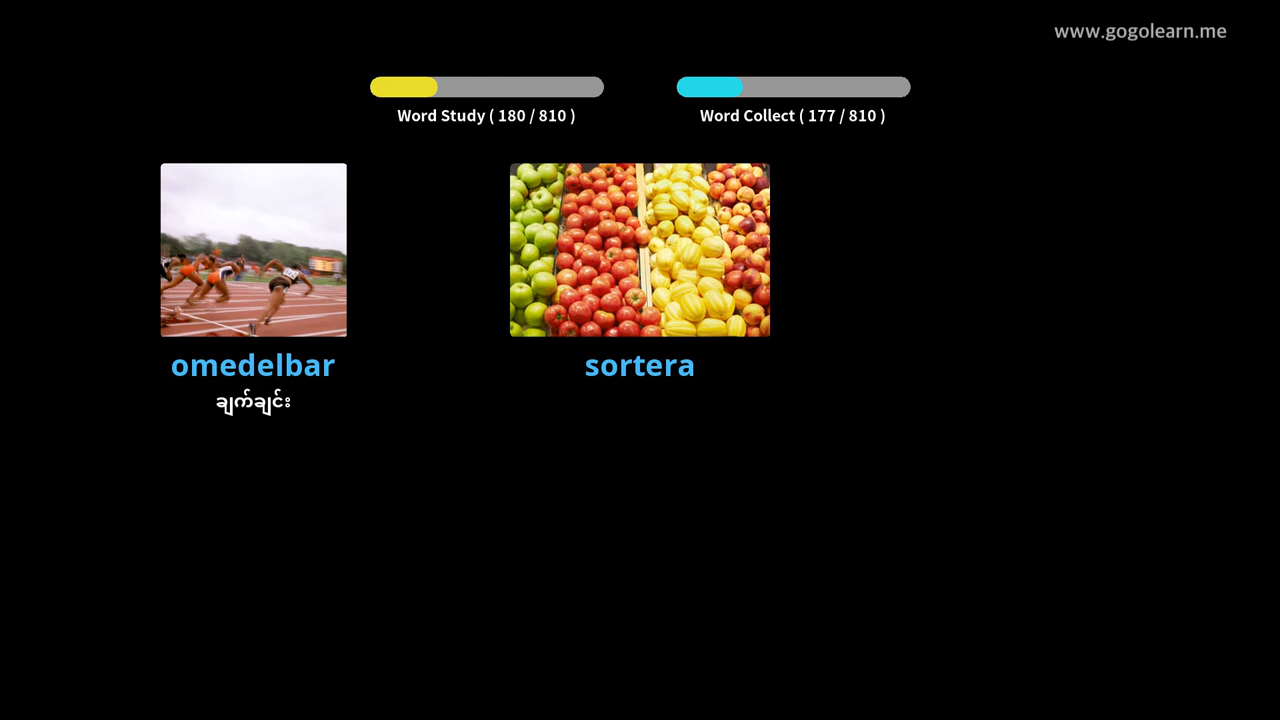 www.gogolearn.me
Word Study ( 180 / 810 )
Word Collect ( 177 / 810 )
omedelbar
ချက်ချင်း
sortera